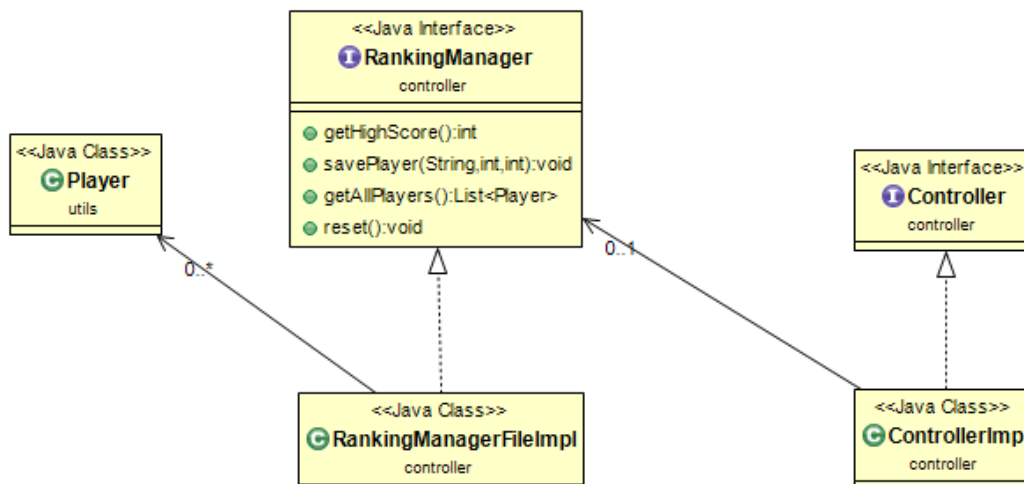 <<Java Interface>>
I RankingManager
controller
getHighScore():int
savePlayer(String,int,int):void
getAllPlayers():List<Player>
reset():void
<<Java Class>>
C Player
utils
0..*
0..1
<<Java Interface>>
I Controller
controller
<<Java Class>>
C RankingManagerFileImpl
controller
<<Java Class>>
C ControllerImp
controller